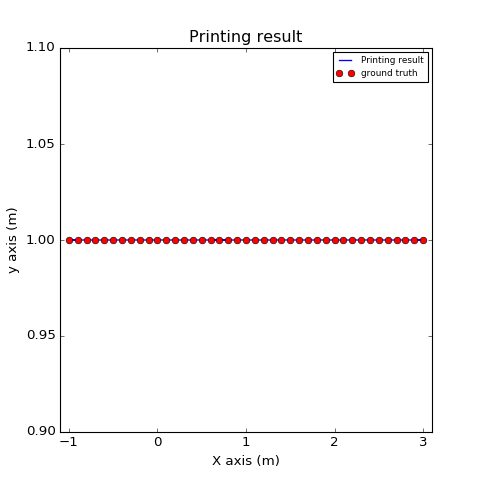 Printing result
1.10
Printing result
ground truth
1.05
1.00
0.95
0.90
y axis (m)
−1 0 1 2 3
X axis (m)